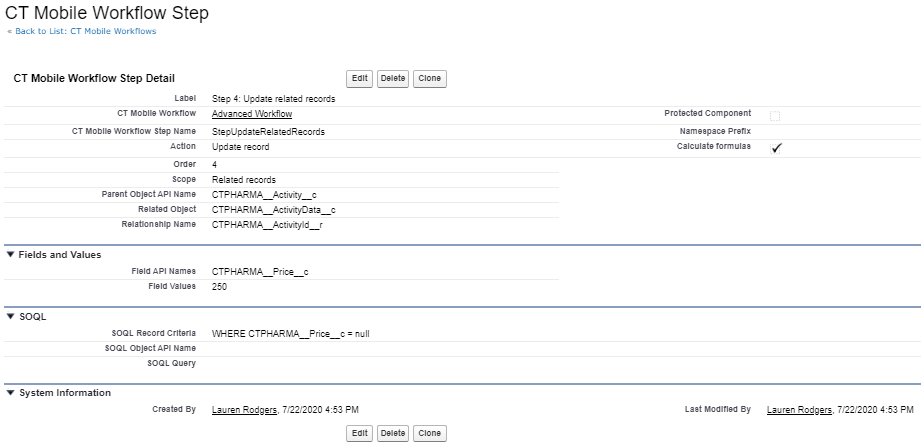 CT Mobile Workflow Step
« Back to List: CT Mobile Workflows
CT Mobile Workflow Step Detail Edit Delete Clone
Label Step 4: Update related records
CT Mobile Workflow Advanced Workflow Protected Component
CT Mobile Workflow Step Name StepUpdateRelatedRecords Namespace Prefix
Action Update record Calculate formulas
Order 4
Scope Related records
Parent Object API Name CTPHARMA__Activity__c
Related Object CTPHARMA__ActivityData__c
Relationship Name CTPHARMA__ActivityId__r
Fields and Values
Field API Names CTPHARMA__Price__c
Field Values 250
SOQL
SOQL Record Criteria WHERE CTPHARMA__Price__c = null
SOQL Object API Name
SOQL Query
System Information
Created By Lauren Rodgers, 7/22/2020 4:53 PM Last Modified By Lauren Rodgers, 7/22/2020 4:53 PM
Edit Delete Clone